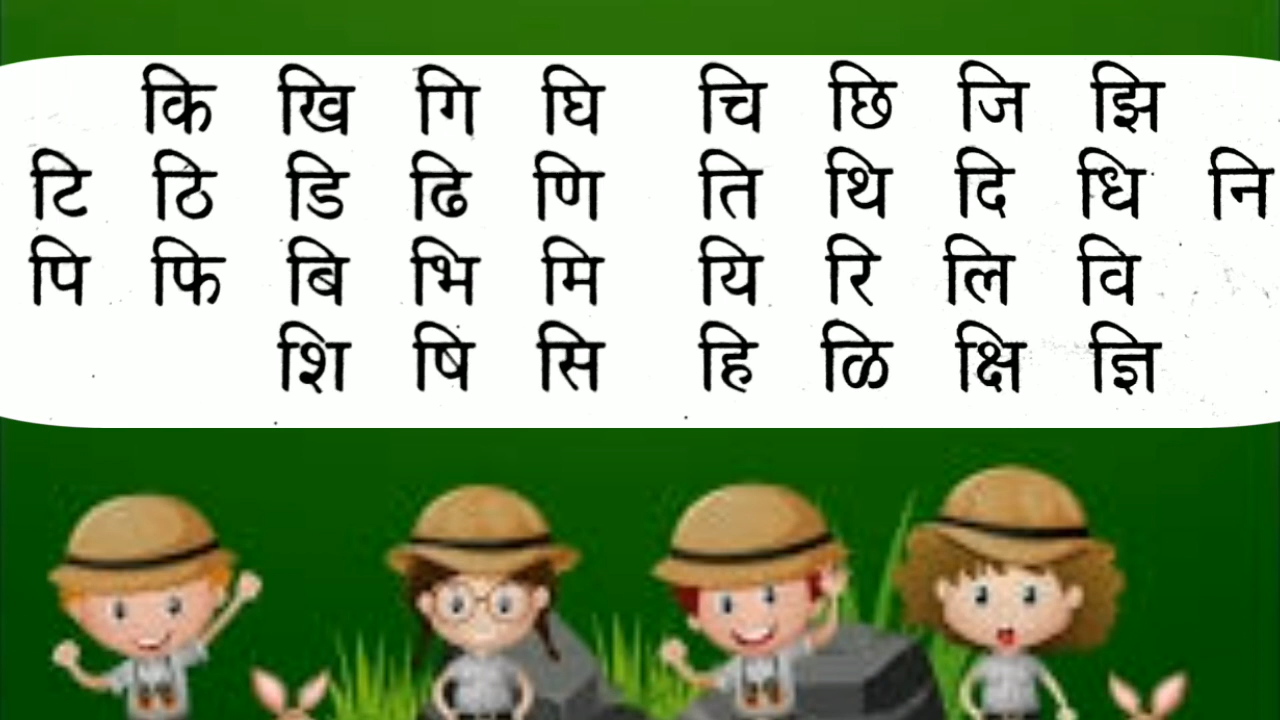 कि खि गि घि चि छि जि झि
टि ठि डि ढि णि ति थि दि धि नि
पि फि बि भि मि यि रि लि वि
शि षि सि हि ळि क्षि ज्ञि